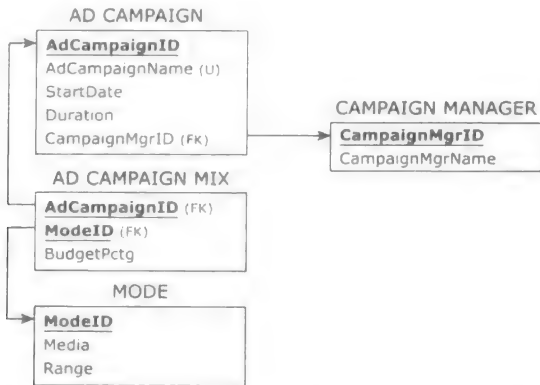 AD CAMPAIGN
AdCampaignID
AdCampaignName (U)
StartDate
Duration
CampaignMgrID (FK)
CAMPAIGN MANAGER
CampaignMgrID
CampaignMgrName
AD CAMPAIGN MIX
AdCampaignID (FK)
ModeID (FK)
BudgetPctg
MODE
ModeID
Media
Range